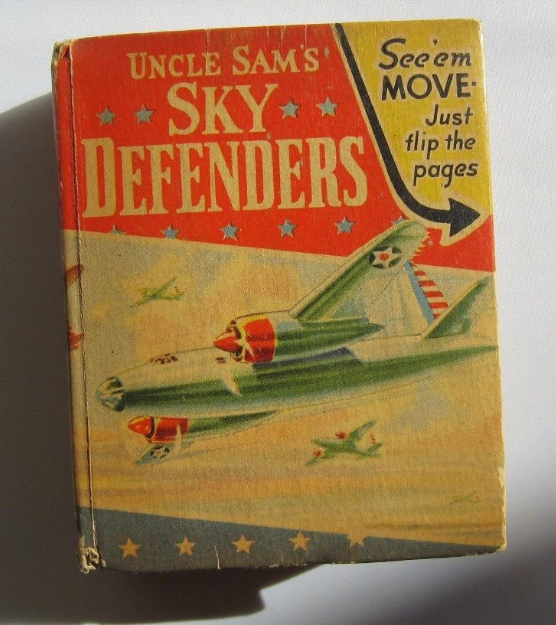 UNCLE SAM'S
SKY
DEFENDERS
See 'em
MOVE-
Just
flip the
pages